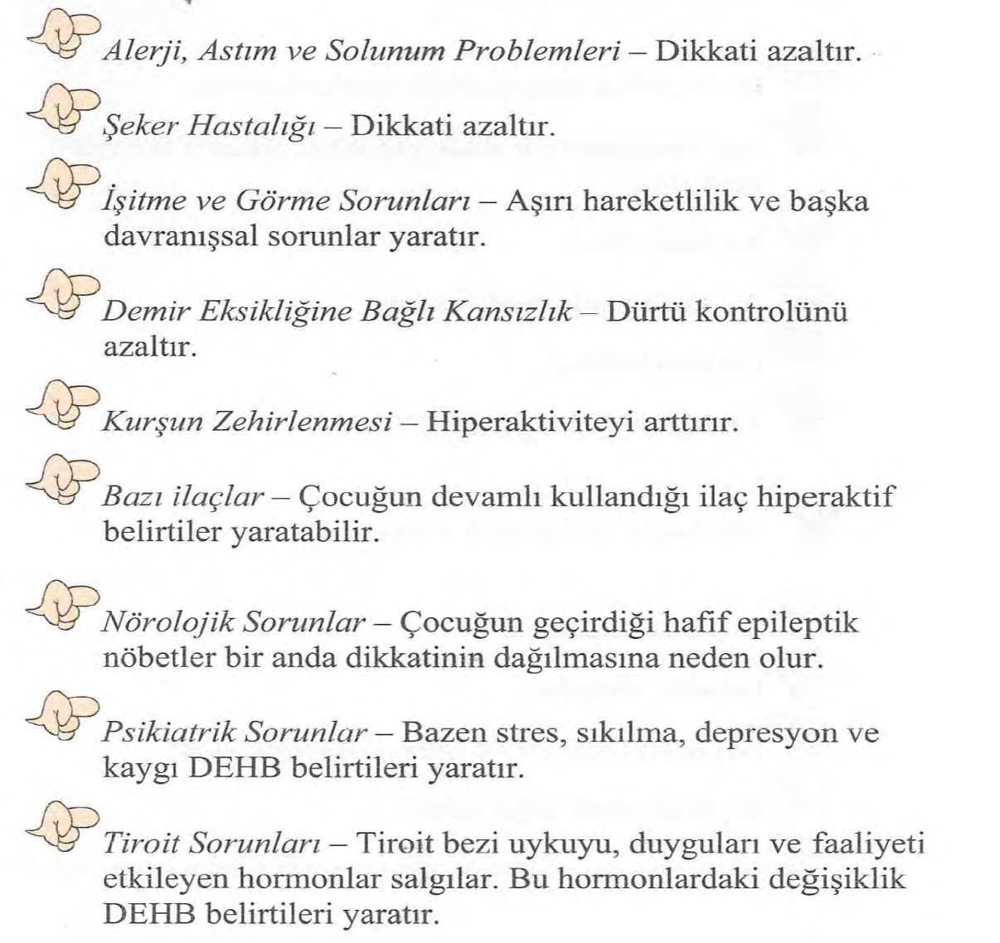 Alerji, Astım ve Solunum Problemleri – Dikkati azaltır.
Şeker Hastalığı – Dikkati azaltır.
İşitme ve Görme Sorunları – Aşırı hareketlilik ve başka
davranışsal sorunlar yaratır.
Demir Eksikliğine Bağlı Kansızlık – Dürtü kontrolünü
azaltır.
Kurşun Zehirlenmesi – Hiperaktiviteyi arttırır.
Bazı ilaçlar – Çocuğun devamlı kullandığı ilaç hiperaktif
belirtiler yaratabilir.
Nörolojik Sorunlar – Çocuğun geçirdiği hafif epileptik
nöbetler bir anda dikkatinin dağılmasına neden olur.
Psikiatrik Sorunlar – Bazen stres, sıkılma, depresyon ve
kaygı DEHB belirtileri yaratır.
Tiroit Sorunları – Tiroit bezi uykuyu, duyguları ve faaliyeti
etkileyen hormonlar salgılar. Bu hormonlardaki değişiklik
DEHB belirtileri yaratır.